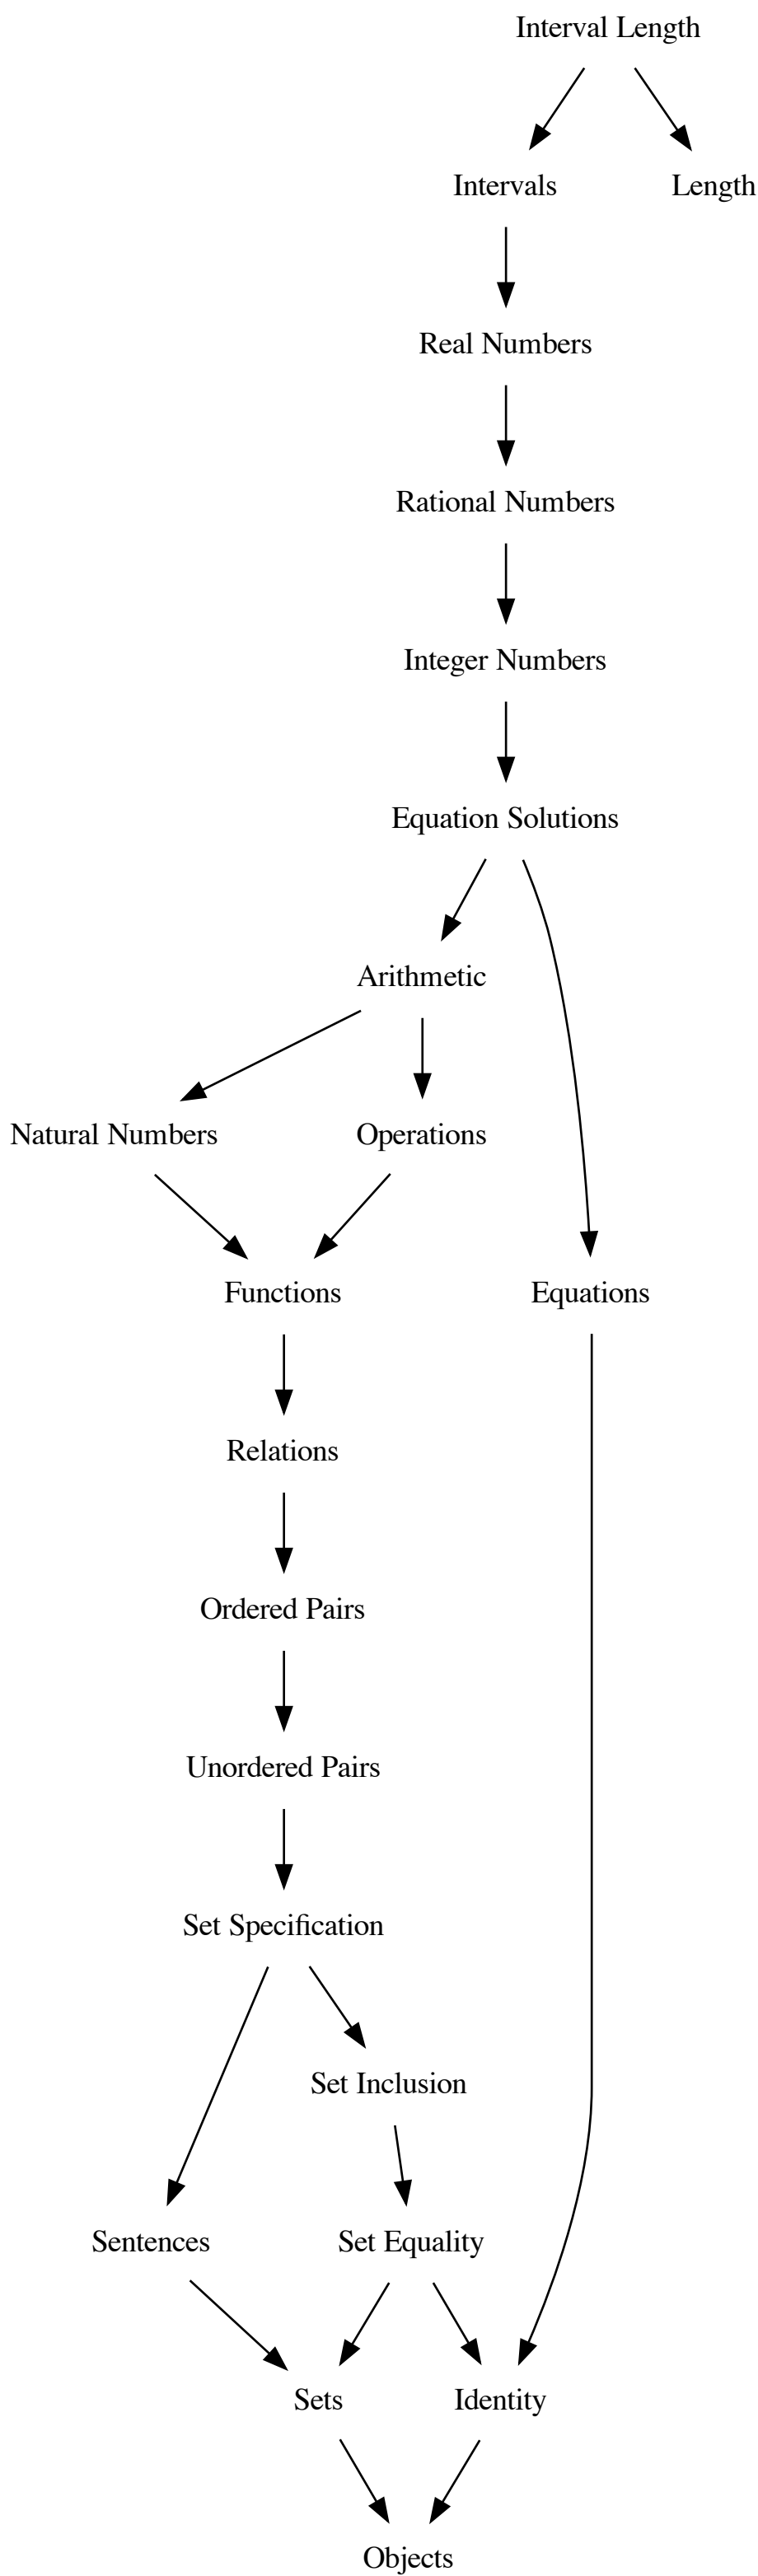 Interval Length
Intervals
Length
Real Numbers
Rational Numbers
Integer Numbers
Equation Solutions
Arithmetic
Natural Numbers
Operations
Functions
Equations
Relations
Ordered Pairs
Unordered Pairs
Set Specification
Set Inclusion
Sentences
Set Equality
Sets
Identity
Objects